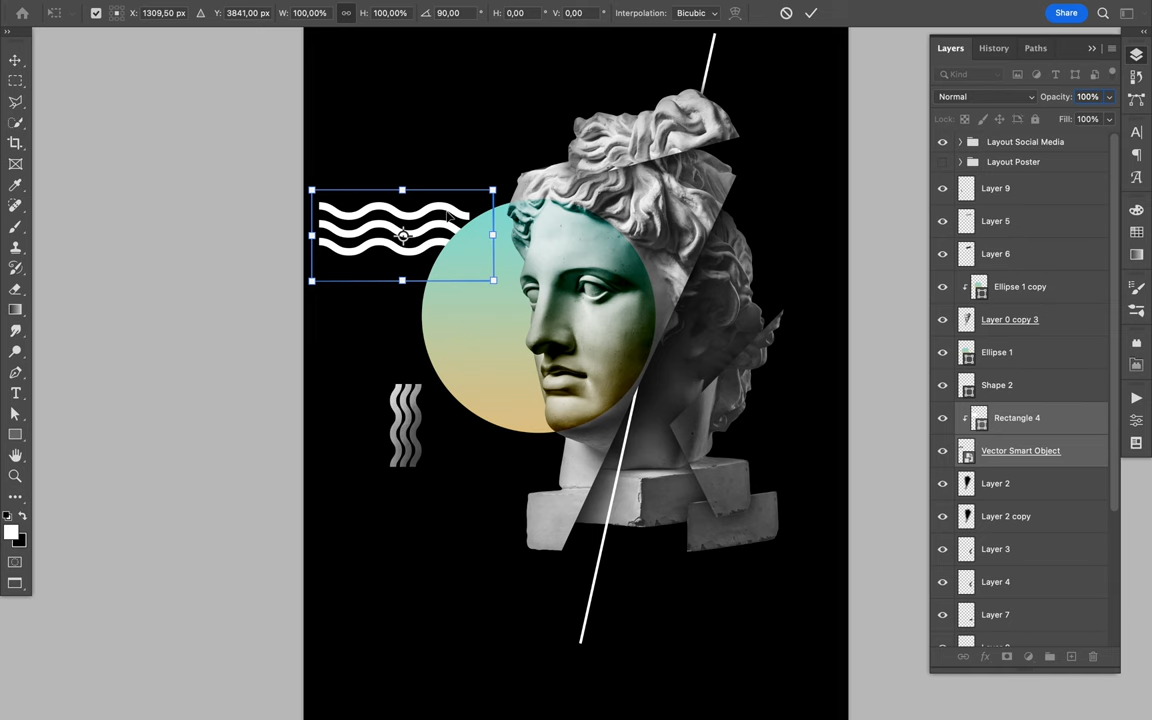 X: 1309,50 px Y: 3841,00 px W: 100,00% H: 100,00% 90,00 ° H: 0,00 ° V: 0,00 ° Interpolation: Bicubic Share
Layers History Paths
Kind
Normal Opacity: 100%
Lock: Fill: 100%
Layout Social Media
Layout Poster
Layer 9
Layer 5
Layer 6
Ellipse 1 copy
Layer 0 copy 3
Ellipse 1
Shape 2
Rectangle 4
Vector Smart Object
Layer 2
Layer 2 copy
Layer 3
Layer 4
Layer 7